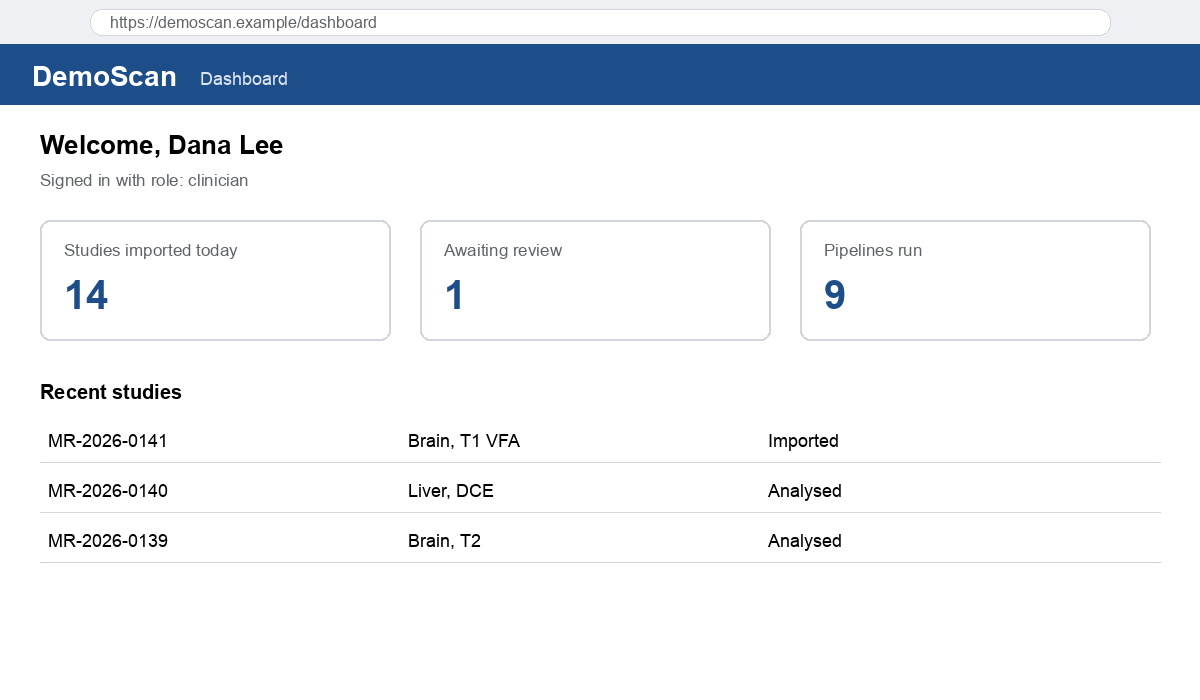 https://demoscan.example/dashboard
DemoScan Dashboard
Welcome, Dana Lee
Signed in with role: clinician
Studies imported today
14
Awaiting review
1
Pipelines run
9
Recent studies
MR-2026-0141 Brain, T1 VFA Imported
MR-2026-0140 Liver, DCE Analysed
MR-2026-0139 Brain, T2 Analysed